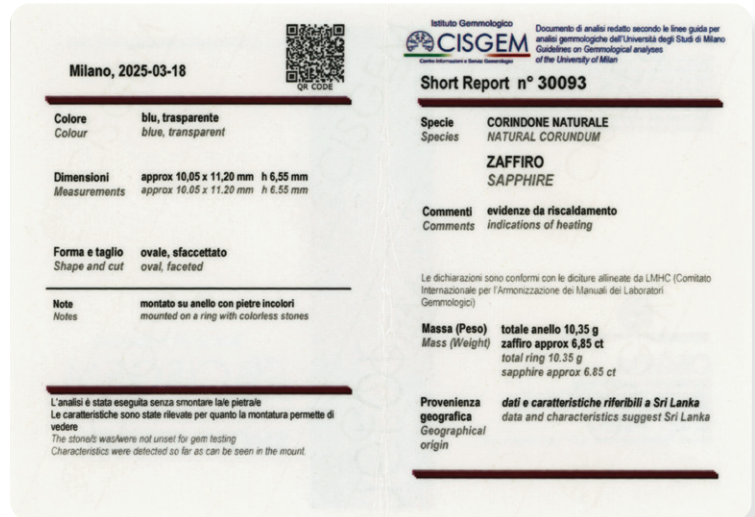 Milano, 2025-03-18
QR CODE
Colore blu, trasparente
Colour blue, transparent
Dimensioni approx 10,05 x 11,20 mm h 6,55 mm
Measurements approx 10.05 x 11.20 mm h 6.55 mm
Forma e taglio ovale, sfaccettato
Shape and cut oval, faceted
Note montato su anello con pietre incolori
Notes mounted on a ring with colorless stones
L'analisi è stata eseguita senza smontare la/e pietra/e
Le caratteristiche sono state rilevate per quanto la montatura permette di
vedere
The stone/s was/were not unset for gem testing
Characteristics were detected so far as can be seen in the mount.
Istituto Gemmologico
CISGEM
Centro Informazioni e Servizi Gemmologici
Documento di analisi redatto secondo le linee guida per
analisi gemmologiche dell'Università degli Studi di Milano
Guidelines on Gemmological analyses
of the University of Milan
Short Report n° 30093
Specie CORINDONE NATURALE
Species NATURAL CORUNDUM
ZAFFIRO
SAPPHIRE
Commenti evidenze da riscaldamento
Comments indications of heating
Le dichiarazioni sono conformi con le diciture allineate da LMHC (Comitato
Internazionale per l'Armonizzazione dei Manuali dei Laboratori
Gemmologici)
Massa (Peso) totale anello 10,35 g
Mass (Weight) zaffiro approx 6,85 ct
total ring 10.35 g
sapphire approx 6.85 ct
Provenienza dati e caratteristiche riferibili a Sri Lanka
geografica data and characteristics suggest Sri Lanka
Geographical
origin